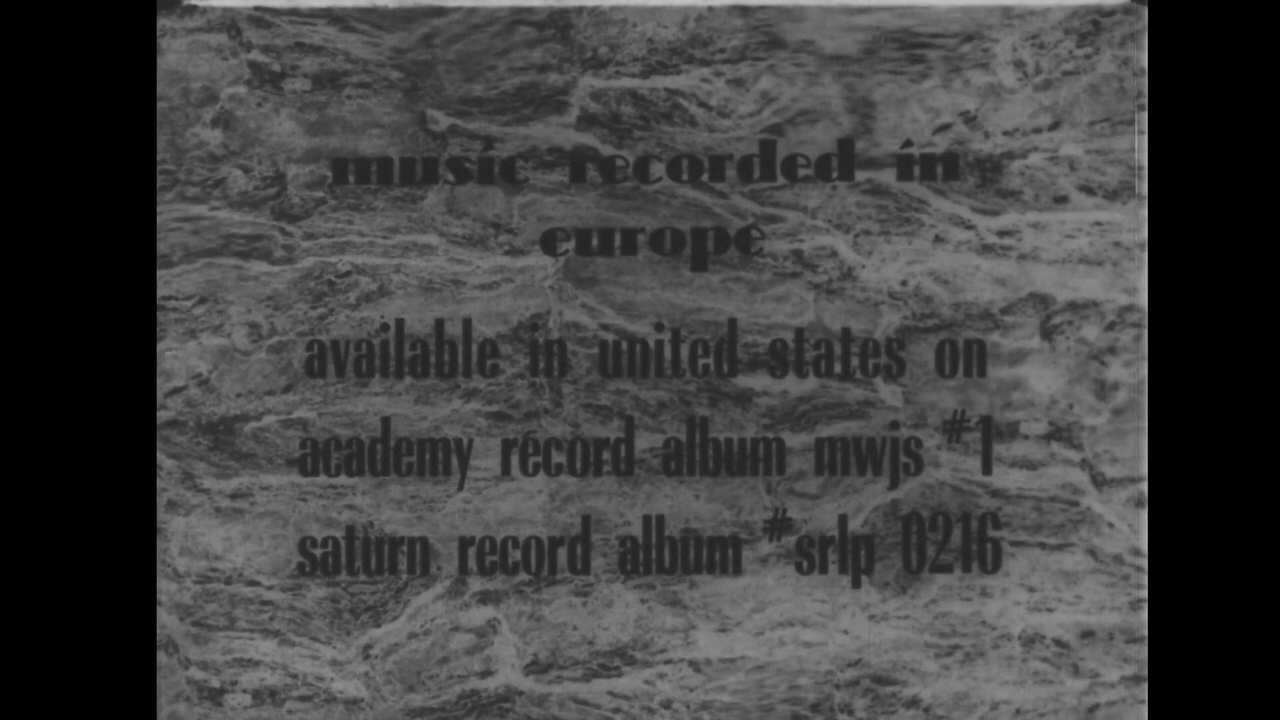 music recorded in
europe
available in united states on
academy record album mwjs #1
saturn record album #srlp 0216